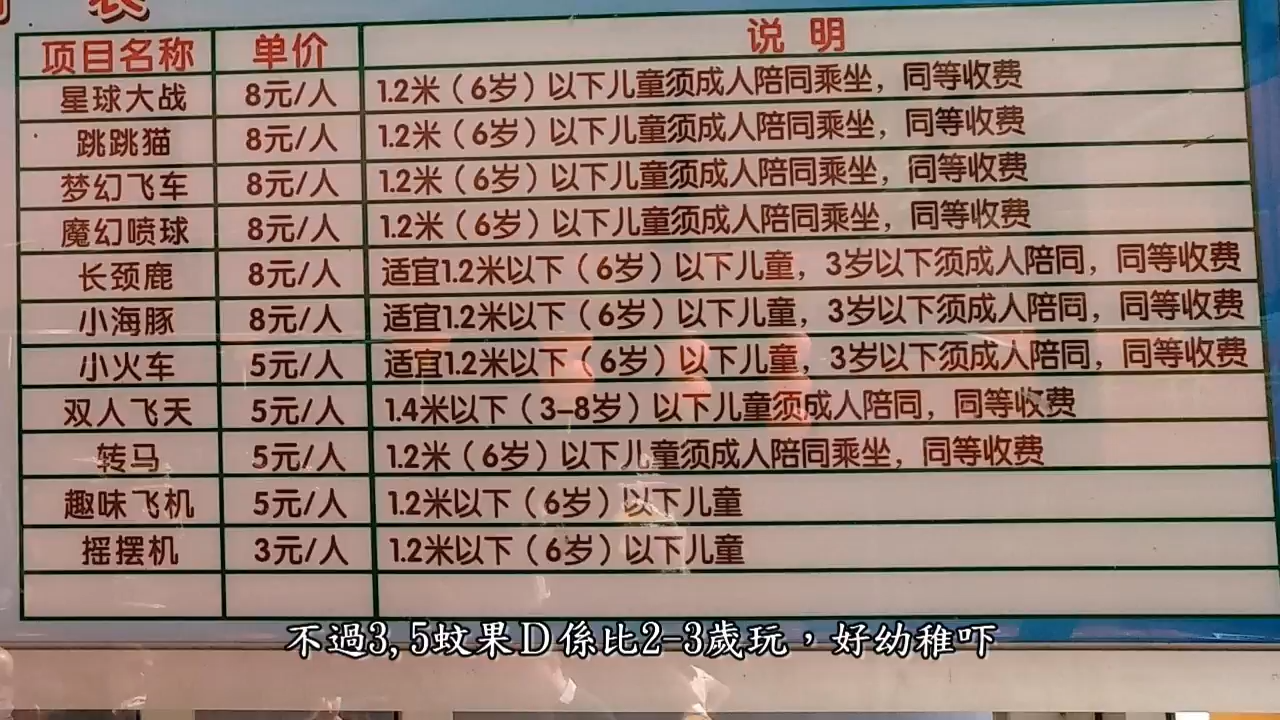 表
项目名称 单价 说 明
星球大战 8元/人 1.2米（6岁）以下儿童须成人陪同乘坐，同等收费
跳跳猫 8元/人 1.2米（6岁）以下儿童须成人陪同乘坐，同等收费
梦幻飞车 8元/人 1.2米（6岁）以下儿童须成人陪同乘坐，同等收费
魔幻喷球 8元/人 1.2米（6岁）以下儿童须成人陪同乘坐，同等收费
长颈鹿 8元/人 适宜1.2米以下（6岁）以下儿童，3岁以下须成人陪同，同等收费
小海豚 8元/人 适宜1.2米以下（6岁）以下儿童，3岁以下须成人陪同，同等收费
小火车 5元/人 适宜1.2米以下（6岁）以下儿童，3岁以下须成人陪同，同等收费
双人飞天 5元/人 1.4米以下（3-8岁）以下儿童须成人陪同，同等收费
转马 5元/人 1.2米（6岁）以下儿童须成人陪同乘坐，同等收费
趣味飞机 5元/人 1.2米以下（6岁）以下儿童
摇摆机 3元/人 1.2米以下（6岁）以下儿童
不過3,5蚊果D係比2-3歲玩，好幼稚吓